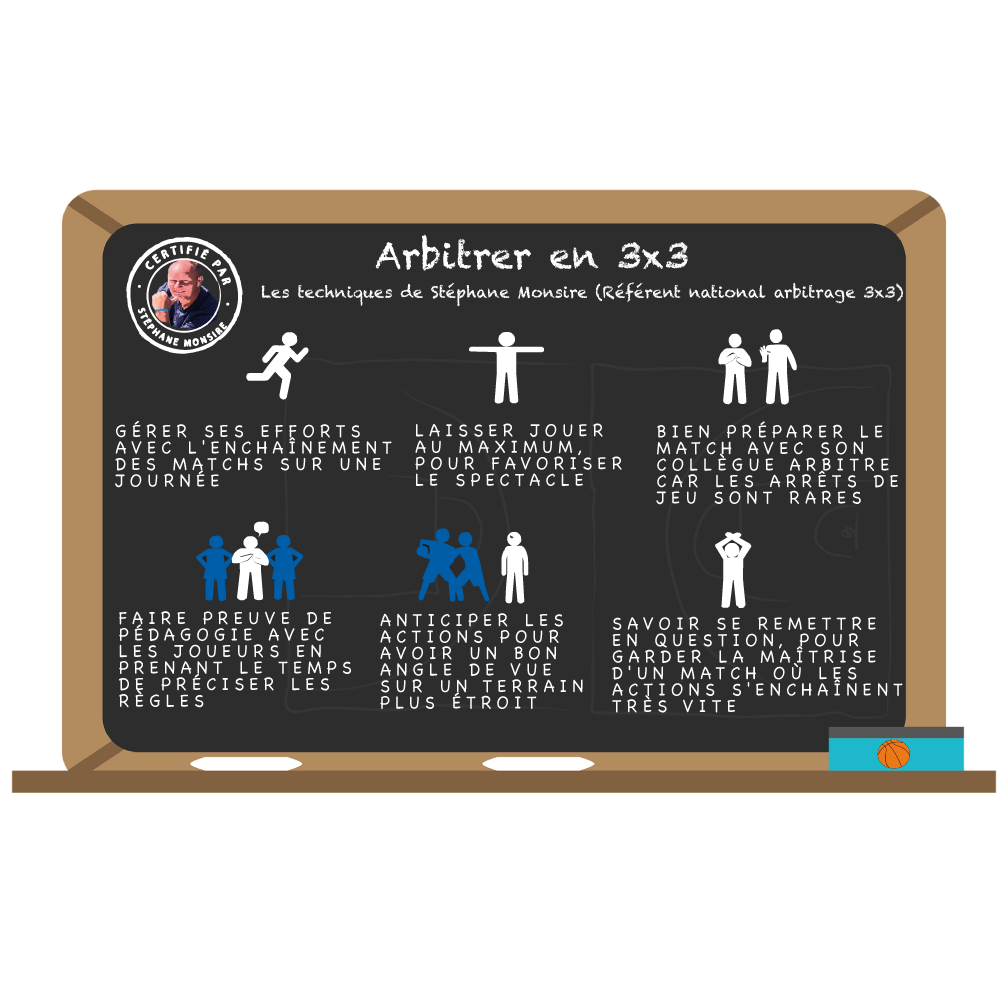 CERTIFIÉ PAR
STÉPHANE MONSIRE
Arbitrer en 3x3
Les techniques de Stéphane Monsire (Référent national arbitrage 3x3)
GÉRER SES EFFORTS
AVEC L'ENCHAÎNEMENT
DES MATCHS SUR UNE
JOURNÉE
LAISSER JOUER
AU MAXIMUM,
POUR FAVORISER
LE SPECTACLE
BIEN PRÉPARER LE
MATCH AVEC SON
COLLÈGUE ARBITRE
CAR LES ARRÊTS DE
JEU SONT RARES
FAIRE PREUVE DE
PÉDAGOGIE AVEC
LES JOUEURS EN
PRENANT LE TEMPS
DE PRÉCISER LES
RÈGLES
ANTICIPER LES
ACTIONS POUR
AVOIR UN BON
ANGLE DE VUE
SUR UN TERRAIN
PLUS ÉTROIT
SAVOIR SE REMETTRE
EN QUESTION, POUR
GARDER LA MAÎTRISE
D'UN MATCH OÙ LES
ACTIONS S'ENCHAÎNENT
TRÈS VITE